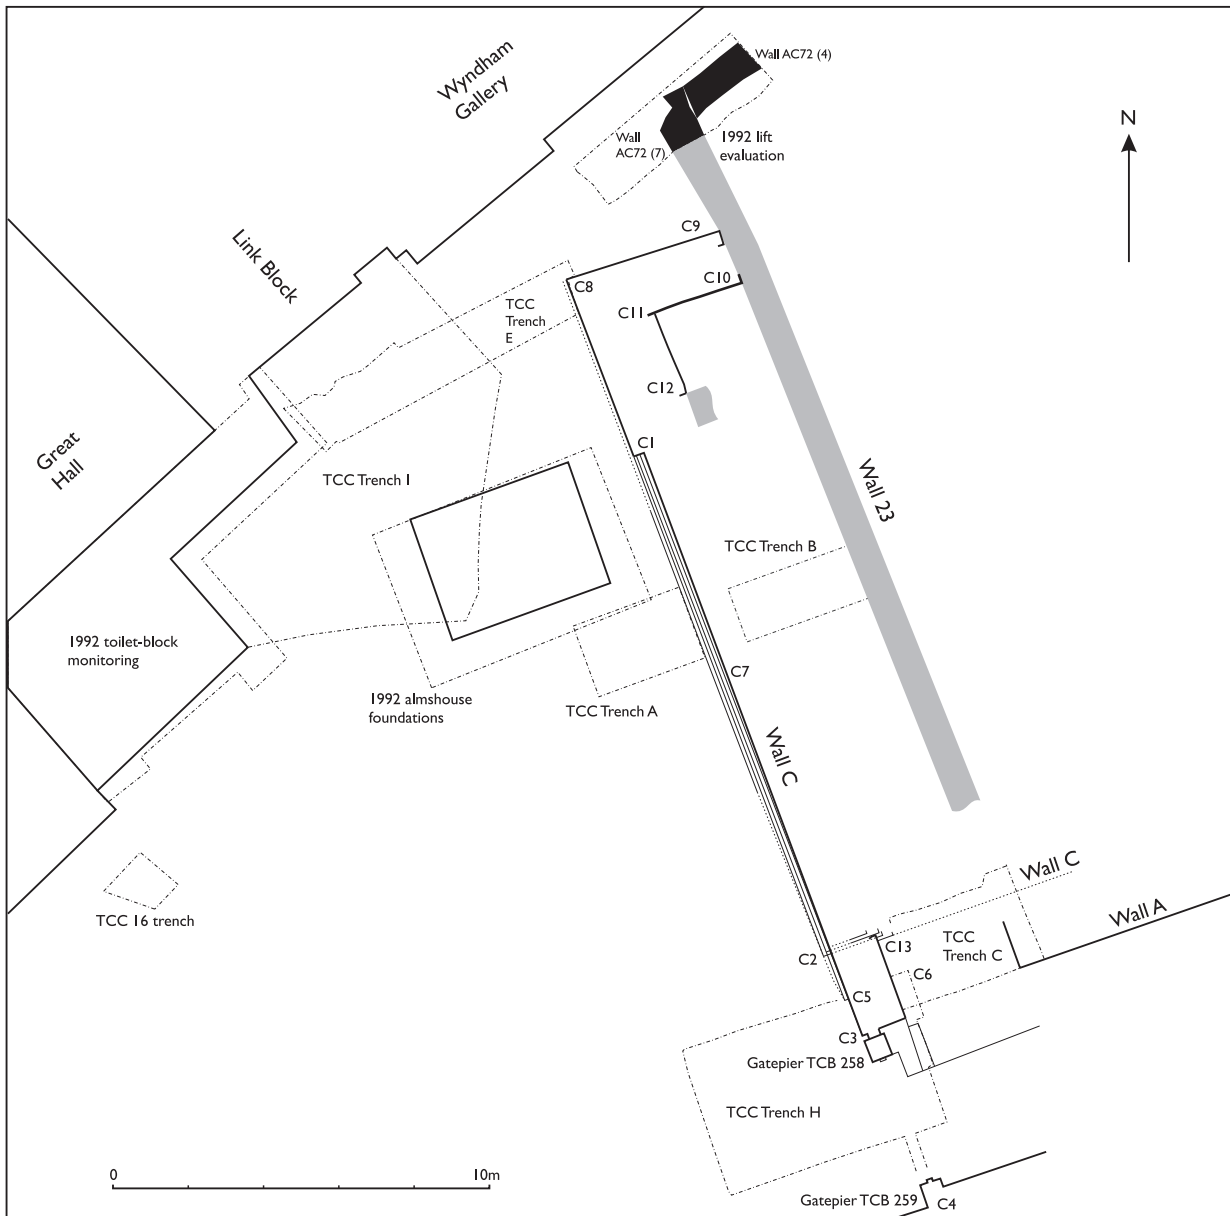 Wyndham
Gallery
Wall AC72 (4)
Wall
AC72 (7)
1992 lift
evaluation
N
Link Block
C9
C10
C8
TCC
Trench
E
C11
C12
Great
Hall
C1
TCC Trench I
Wall 23
TCC Trench B
1992 toilet-block
monitoring
C7
1992 almshouse
foundations
TCC Trench A
Wall C
Wall C
Wall A
TCC 16 trench
TCC
Trench C
C13
C2
C6
C5
C3
Gatepier TCB 258
TCC Trench H
0
10m
Gatepier TCB 259
C4